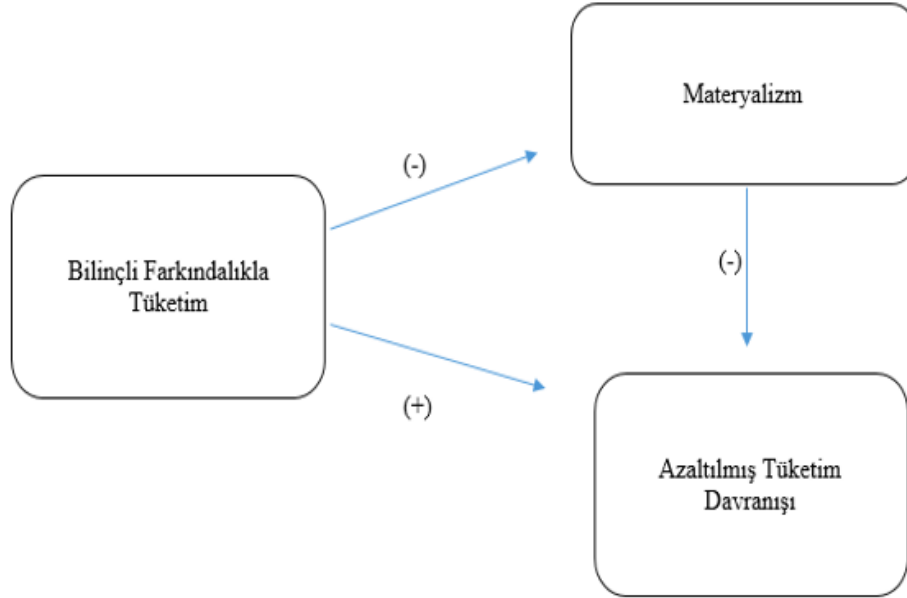 Materyalizm
(-)
Bilinçli Farkındalıkla
Tüketim
(-)
(+)
Azaltılmış Tüketim
Davranışı